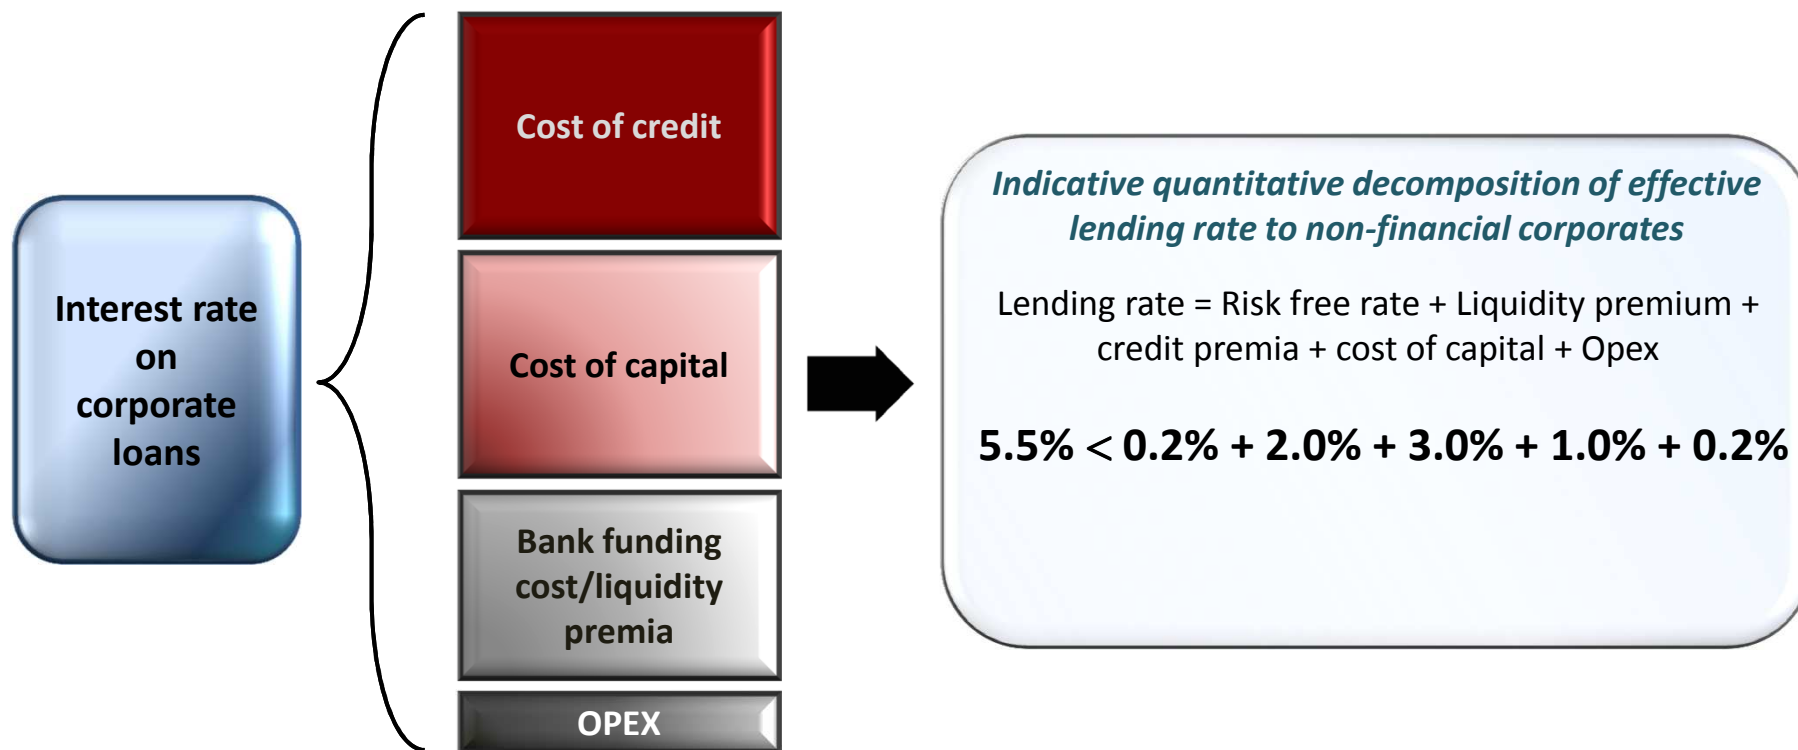 Interest rate
on
corporate
loans
Cost of credit
Cost of capital
Bank funding
cost/liquidity
premia
OPEX
Indicative quantitative decomposition of effective
lending rate to non-financial corporates
Lending rate = Risk free rate + Liquidity premium +
credit premia + cost of capital + Opex
5.5% < 0.2% + 2.0% + 3.0% + 1.0% + 0.2%